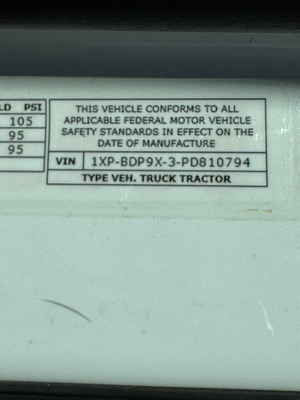 LD PSI
105
95
95
THIS VEHICLE CONFORMS TO ALL
APPLICABLE FEDERAL MOTOR VEHICLE
SAFETY STANDARDS IN EFFECT ON THE
DATE OF MANUFACTURE
VIN 1XP-BDP9X-3-PD810794
TYPE VEH. TRUCK TRACTOR